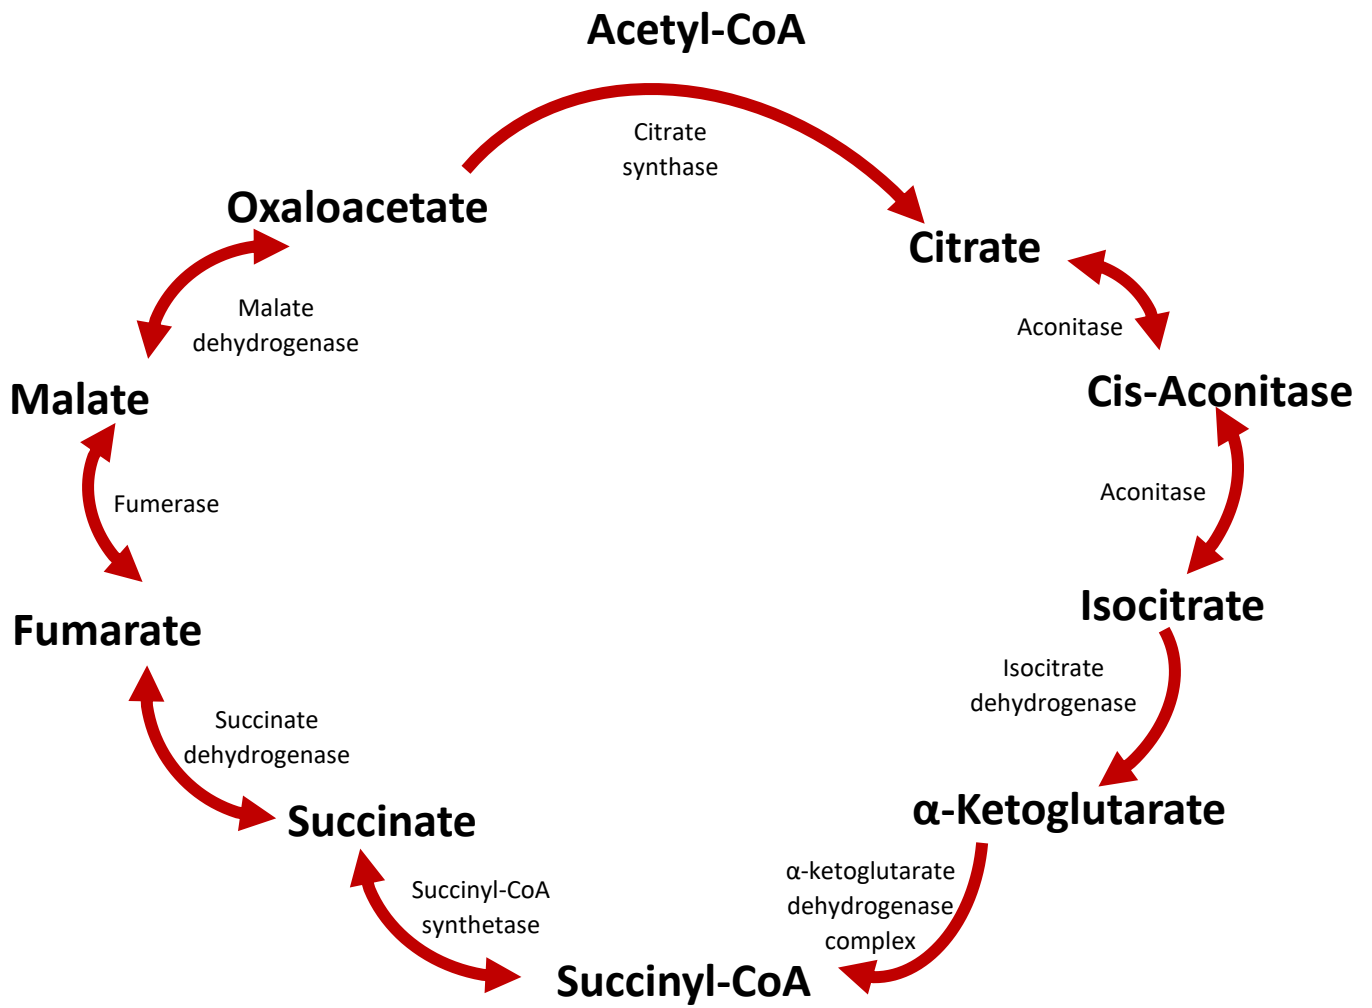 Acetyl-CoA
Citrate
synthase
Oxaloacetate
Citrate
Malate
dehydrogenase
Aconitase
Malate
Cis-Aconitase
Fumerase
Aconitase
Fumarate
Isocitrate
Isocitrate
dehydrogenase
Succinate
dehydrogenase
Succinate
α-Ketoglutarate
Succinyl-CoA
synthetase
α-ketoglutarate
dehydrogenase
complex
Succinyl-CoA